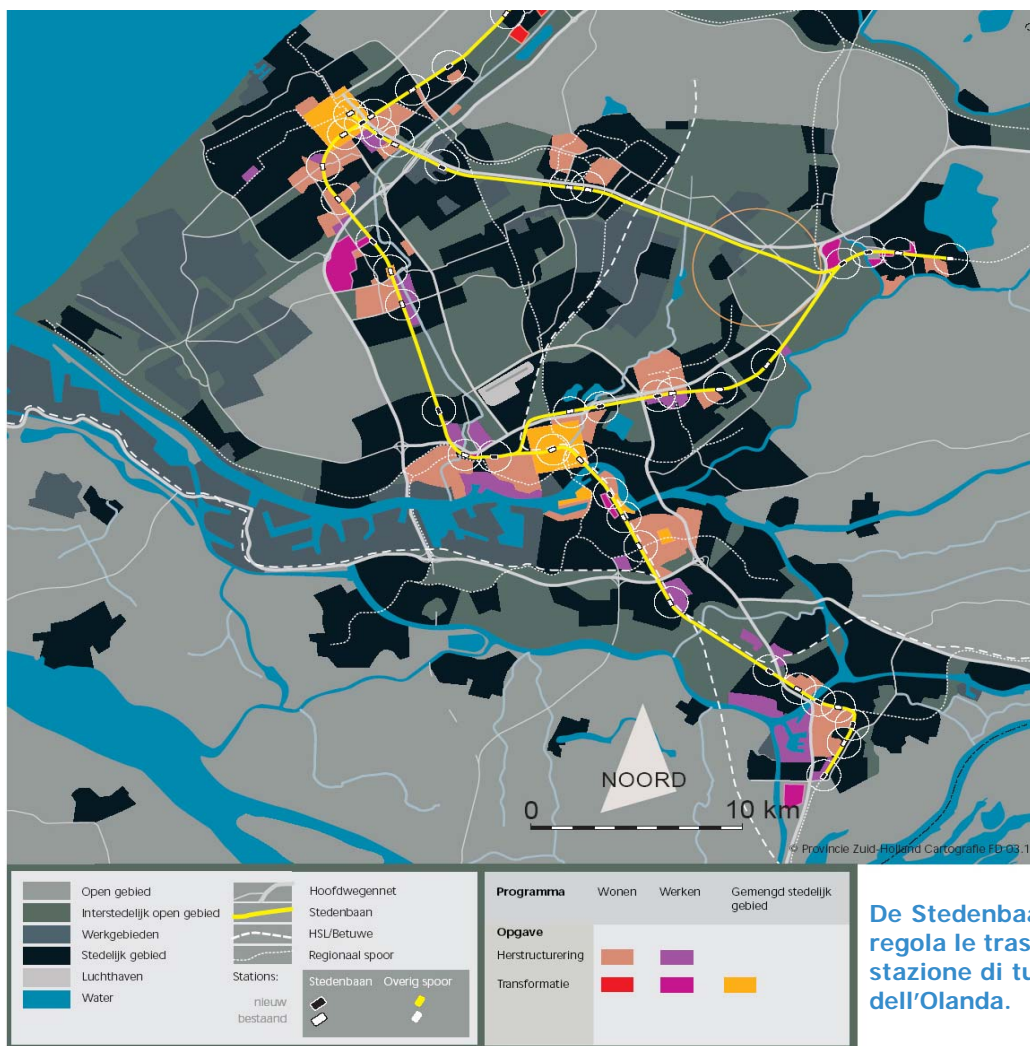 NOORD
0 10 km
© Provincie Zuid-Holland Cartografie FD 03.1
Open gebied
Interstedelijk open gebied
Werkgebieden
Stedelijk gebied
Luchthaven
Water
Hoofdwegennet
Stedenbaan
HSL/Betuwe
Regionaal spoor
Stations:
Stedenbaan Overig spoor
nieuw
bestaand
Programma Wonen Werken Gemengd stedelijk
gebied
Opgave
Herstructurering
Transformatie
De Stedenbaa
regola le tras
stazione di tu
dell'Olanda.